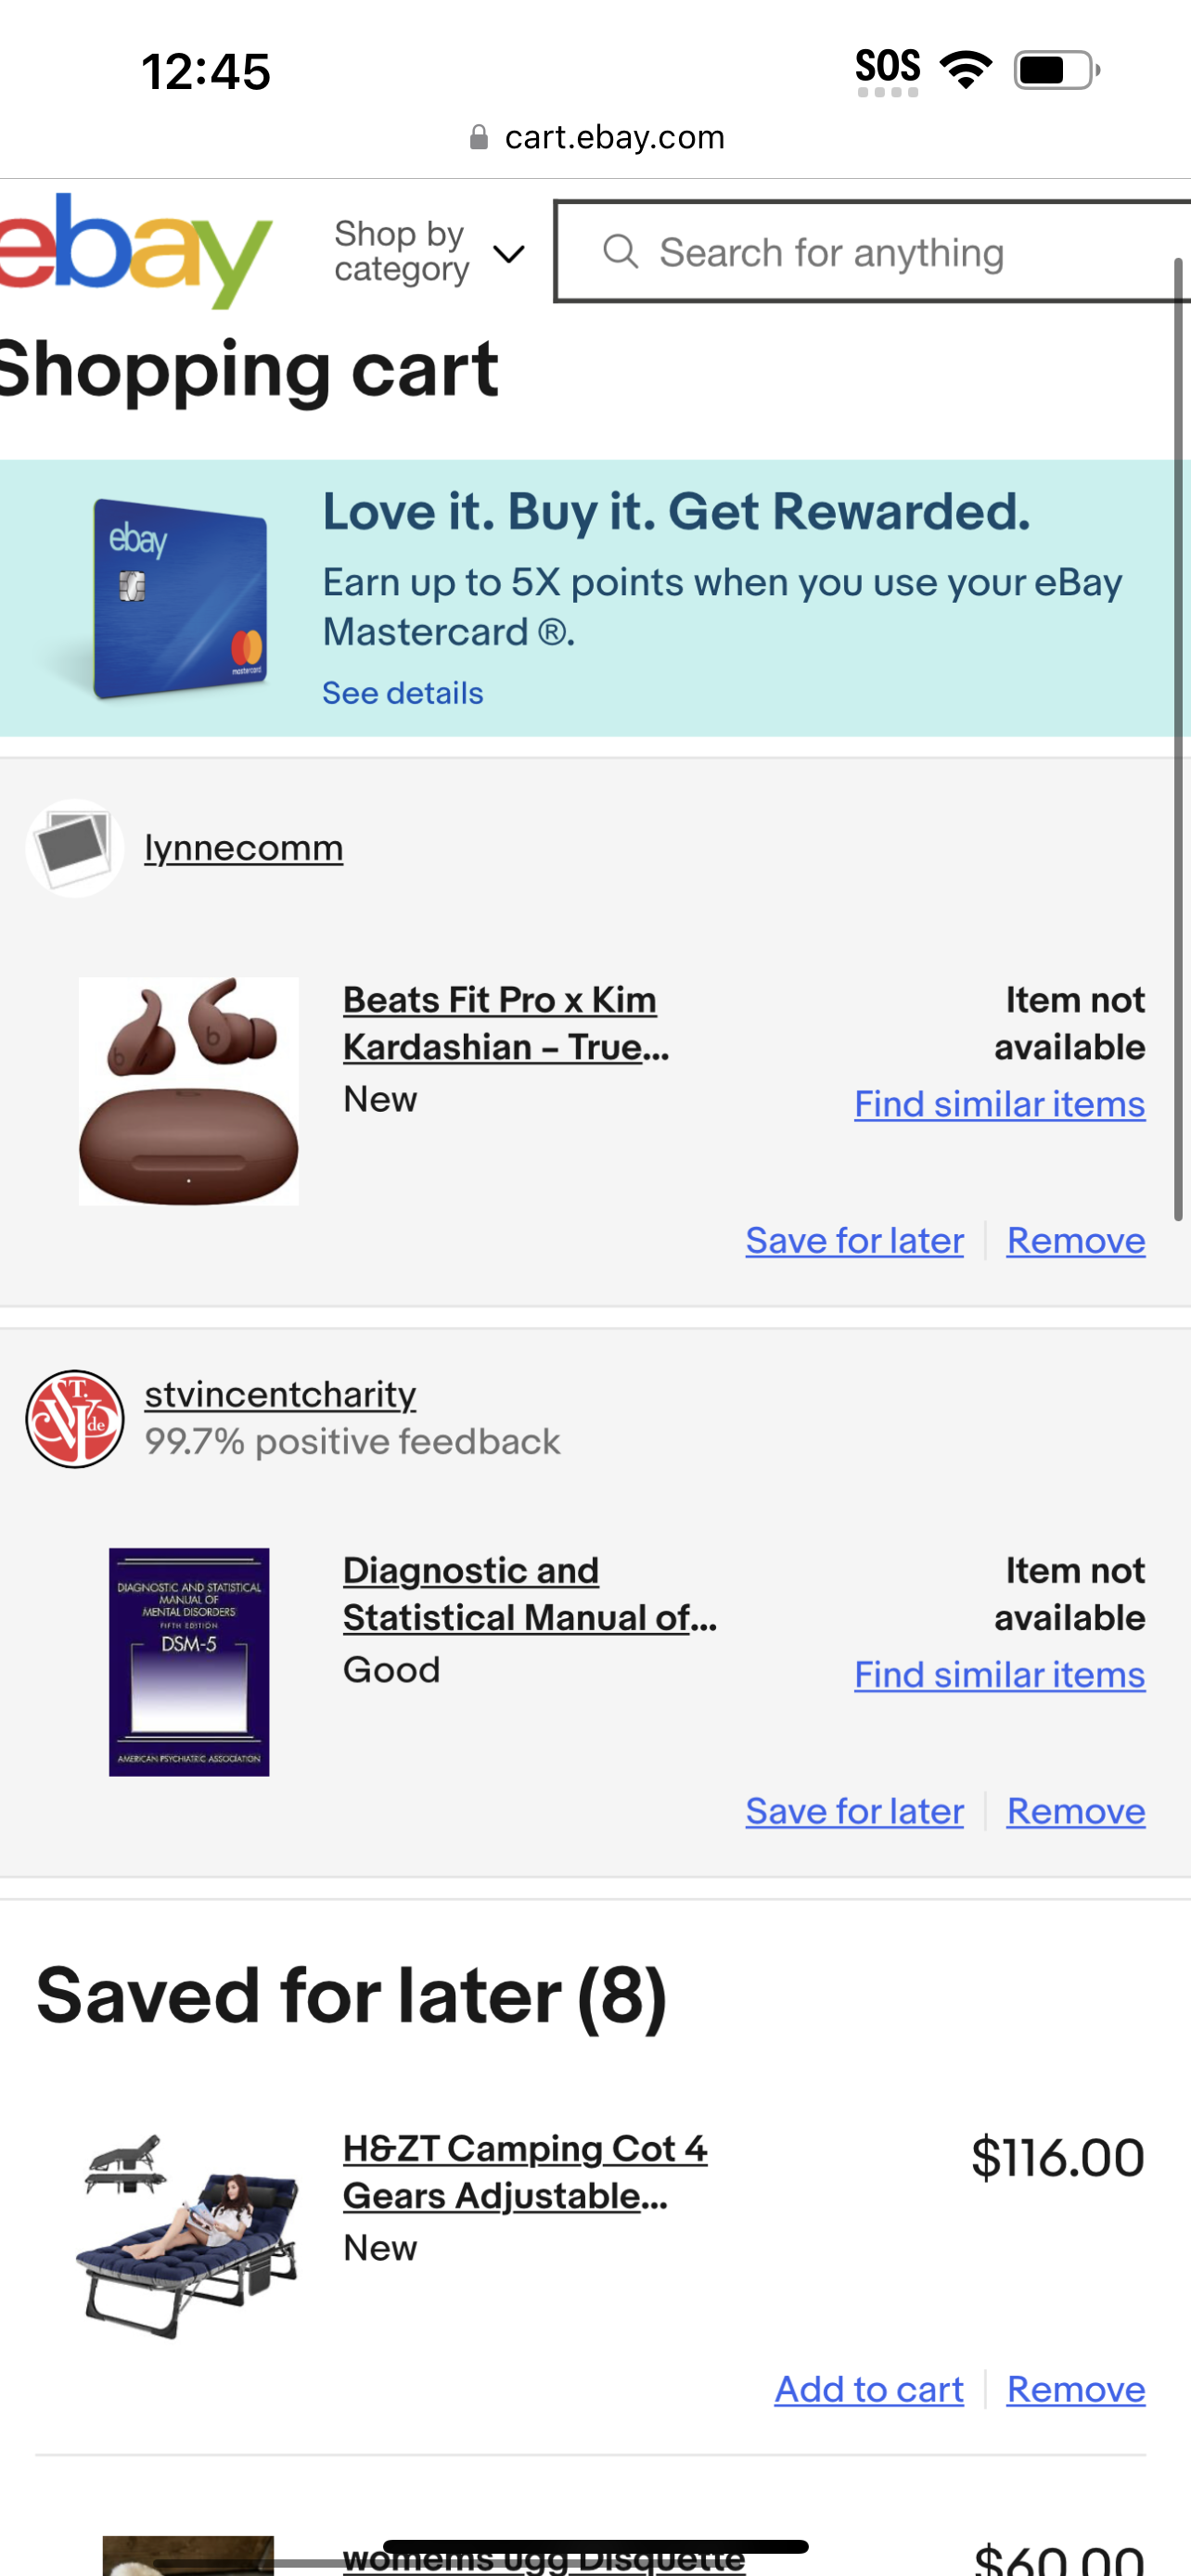 12:45
SOS
cart.ebay.com
ebay
Shop by
category
Search for anything
Shopping cart
ebay
mastercard
Love it. Buy it. Get Rewarded.
Earn up to 5X points when you use your eBay
Mastercard ®.
See details
lynnecomm
Beats Fit Pro x Kim
Kardashian – True...
New
Item not
available
Find similar items
Save for later
Remove
ST.
V de P
stvincentcharity
99.7% positive feedback
DIAGNOSTIC AND STATISTICAL
MANUAL OF
MENTAL DISORDERS
FIFTH EDITION
DSM-5
AMERICAN PSYCHIATRIC ASSOCIATION
Diagnostic and
Statistical Manual of...
Good
Item not
available
Find similar items
Save for later
Remove
Saved for later (8)
H&ZT Camping Cot 4
Gears Adjustable...
New
$116.00
Add to cart
Remove
womems ugg Disquette
$60.00